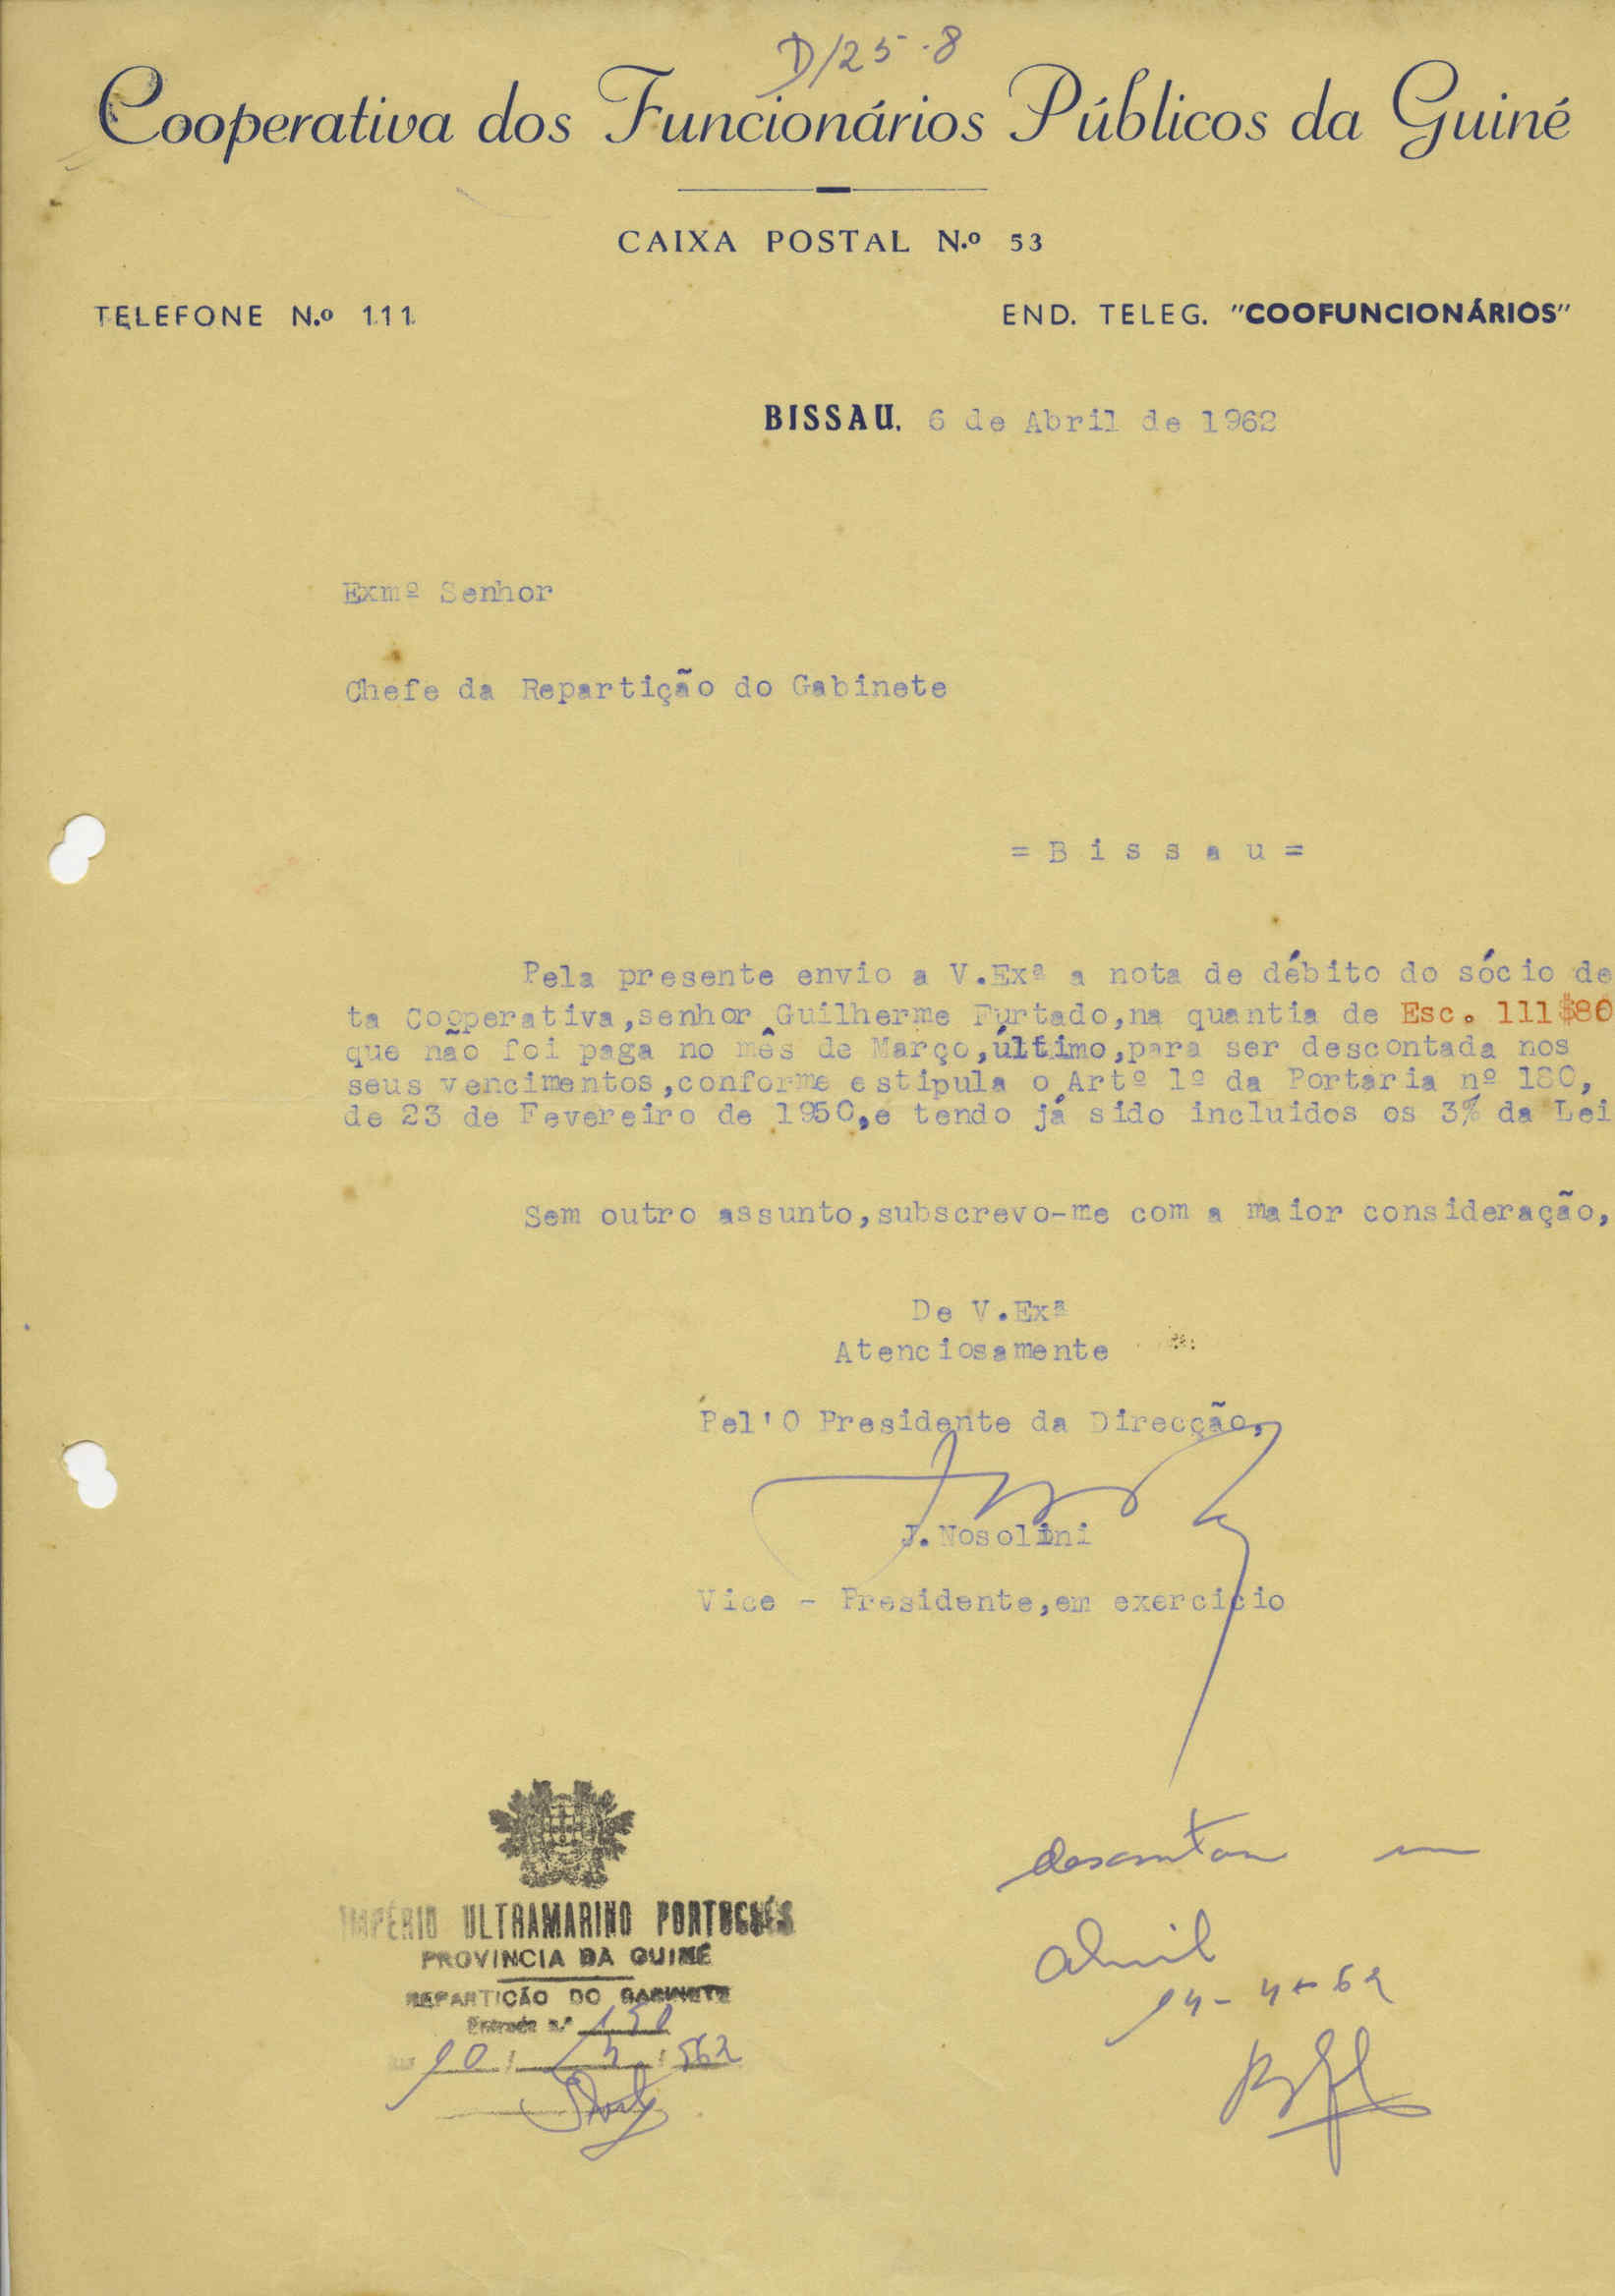 D/25-8
Cooperativa dos Funcionários Públicos da Guiné
CAIXA POSTAL N.º 53
TELEFONE N.º 111
END. TELEG. "COOFUNCIONÁRIOS"
BISSAU, 6 de Abril de 1962
Exmº Senhor
Chefe da Repartição do Gabinete
= B i s s a u =
Pela presente envio a V.Exª a nota de débito do sócio de
ta Cooperativa,senhor Guilherme Furtado,na quantia de Esc. 111$80
que não foi paga no mês de Março,último,para ser descontada nos
seus vencimentos,conforme estipula o Artº 1º da Portaria nº 180,
de 23 de Fevereiro de 1950,e tendo já sido incluidos os 3% da Lei
Sem outro assunto,subscrevo-me com a maior consideração,
De V.Exª
Atenciosamente
Pel'O Presidente da Direcção,
J.Nosolini
Vice - Presidente,em exercicio
IMPÉRIO ULTRAMARINO PORTUGUÊS
PROVINCIA DA GUINÉ
REPARTIÇÃO DO GABINETE
Entrada n.º
10 / / 962
descontar em
Abril
14-4-62